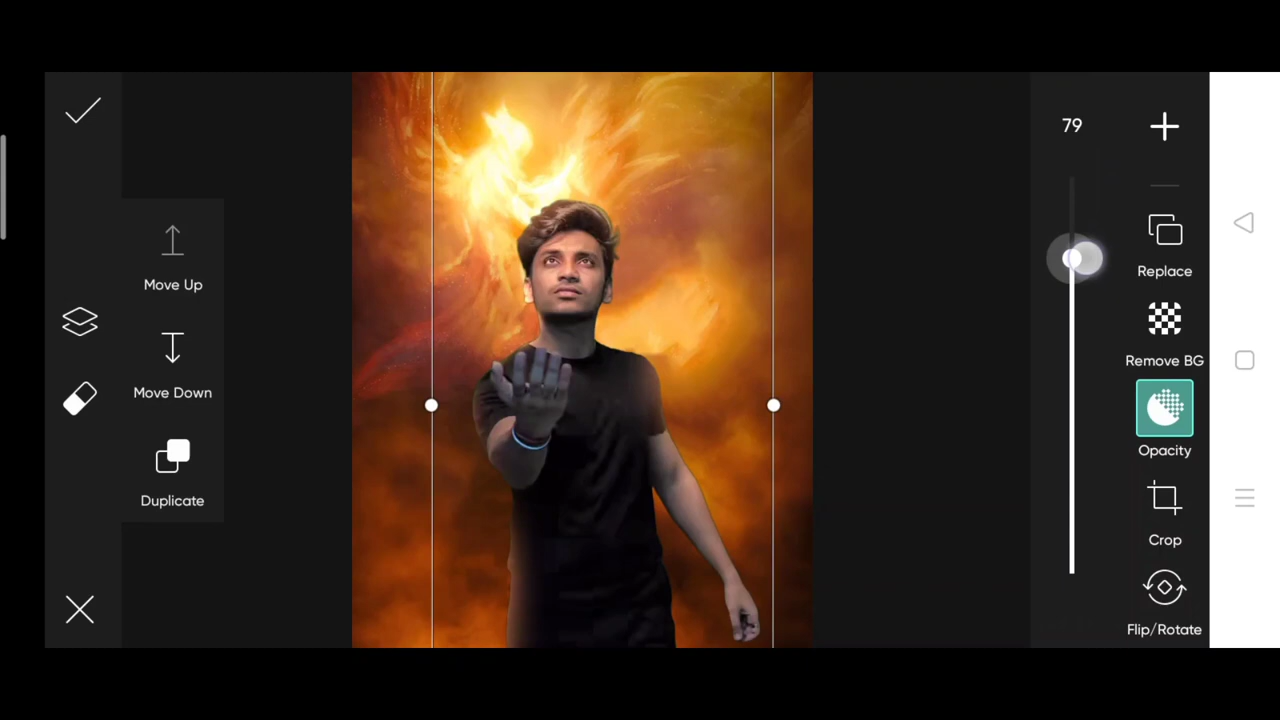 Move Up
Move Down
Duplicate
79
Replace
Remove BG
Opacity
Crop
Flip/Rotate